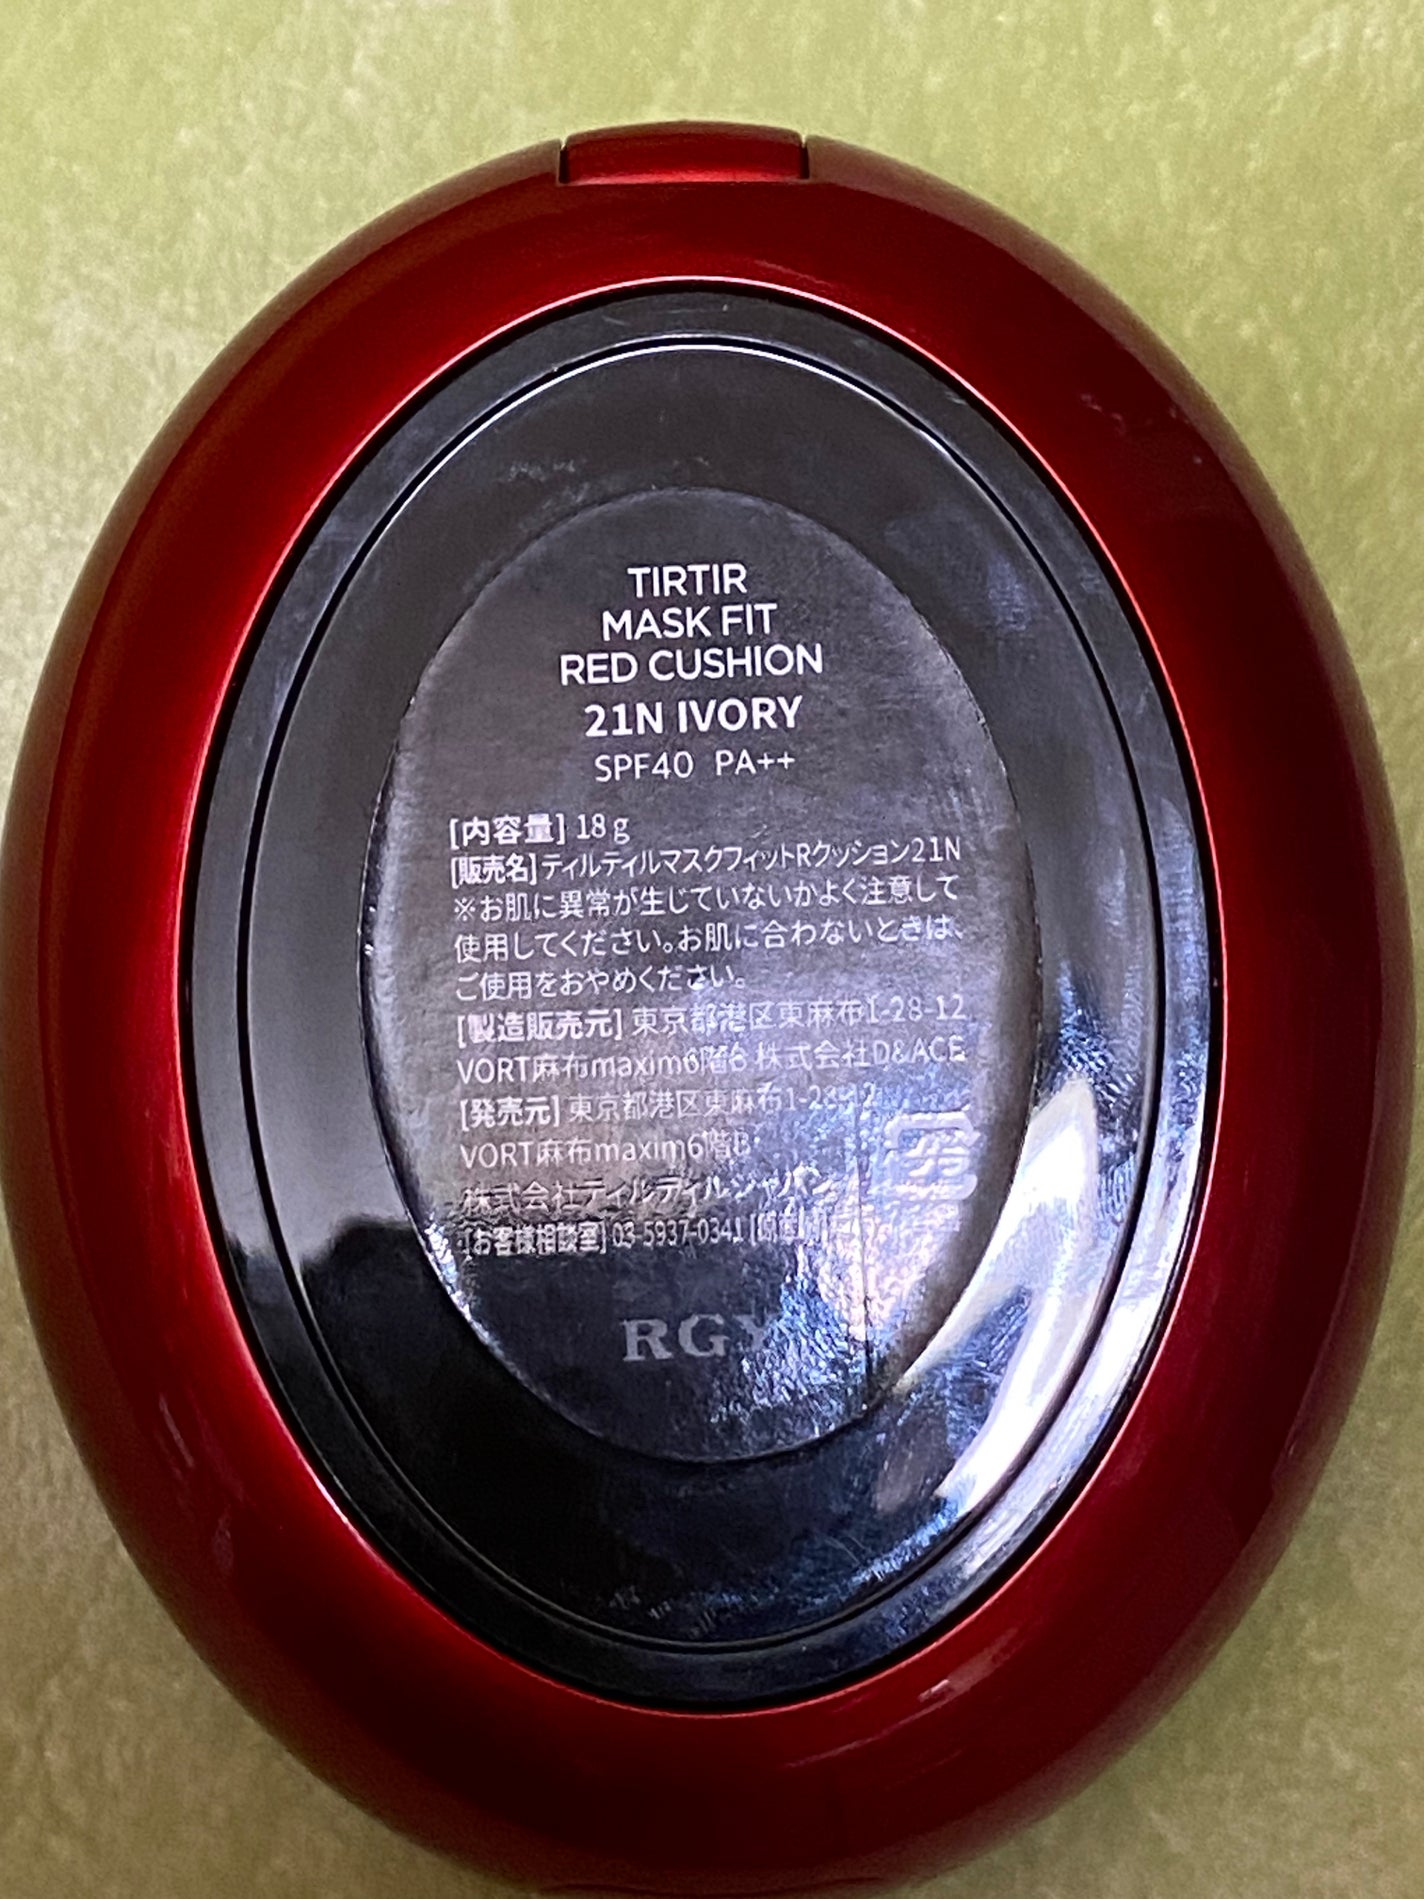 TIRTIR
MASK FIT
RED CUSHION
21N IVORY
SPF40 PA++
[内容量] 18 g
[販売名] ティルティルマスクフィットRクッション21N
※お肌に異常が生じていないかよく注意して
使用してください。お肌に合わないときは、
ご使用をおやめください。
[製造販売元] 東京都港区東麻布1-28-12
VORT麻布maxim6階B 株式会社D&ACE
[発売元] 東京都港区東麻布1-28-12
VORT麻布maxim6階B
株式会社ティルティルジャパン
[お客様相談室] 03-5937-0341
RGY